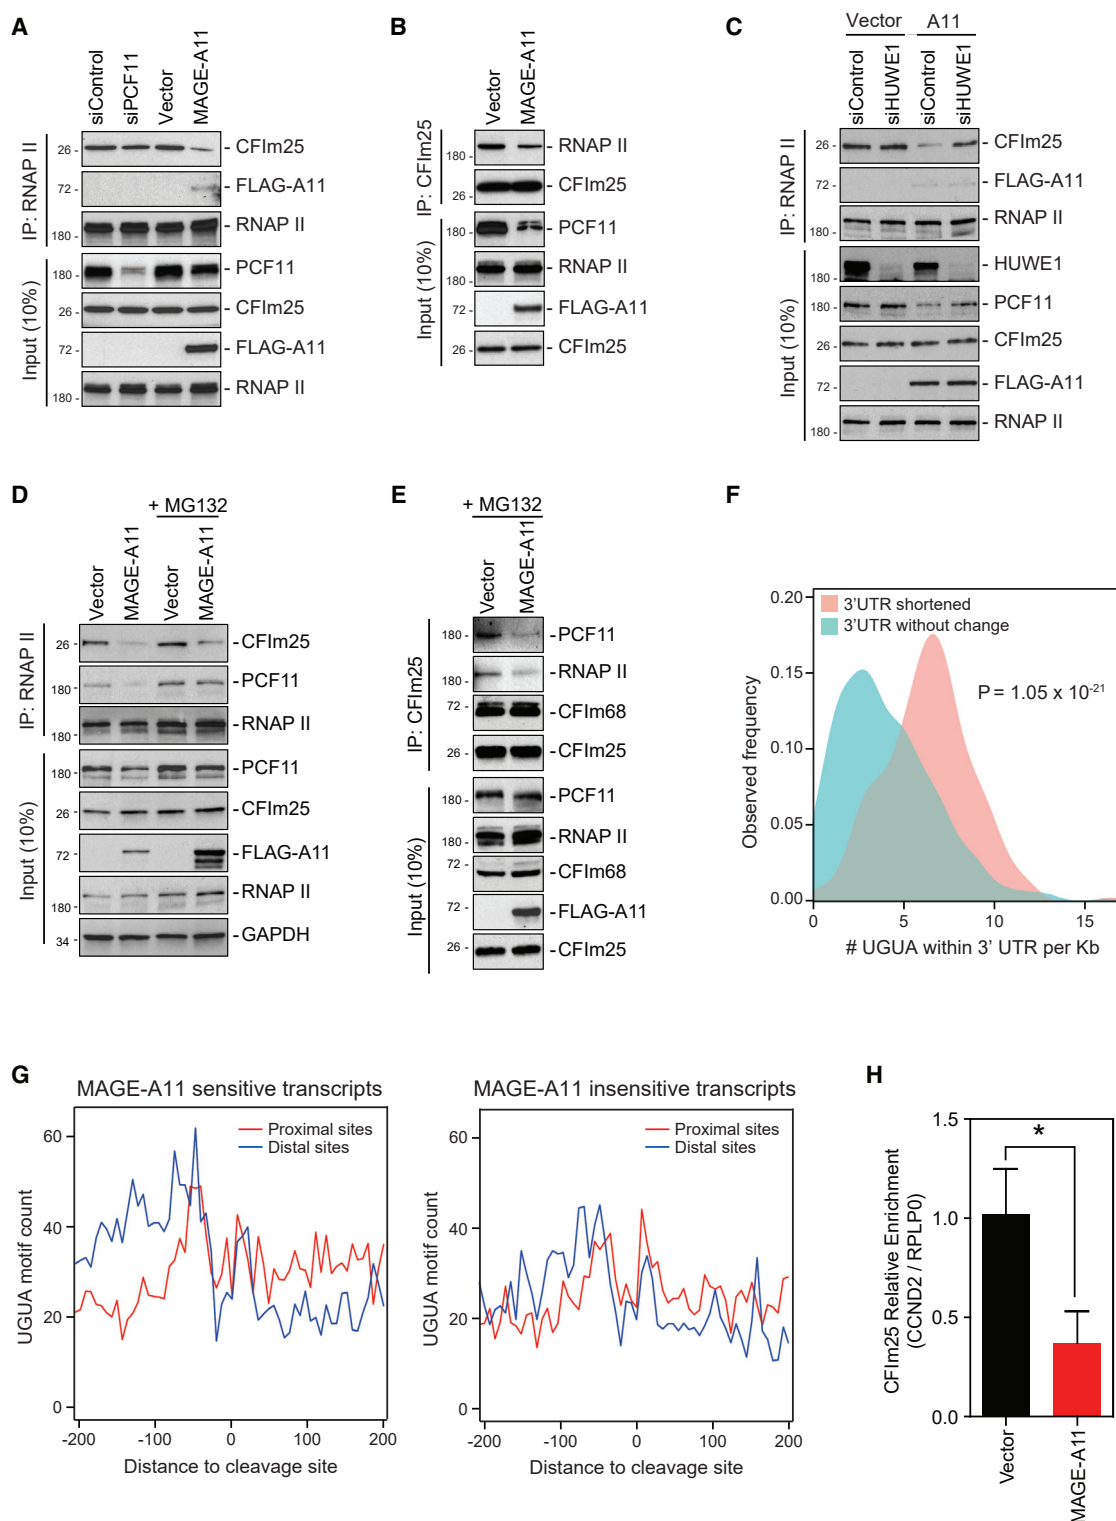 A
siControl
siPCF11
Vector
MAGE-A11
IP: RNAP II
26 -
- CFIm25
72 -
- FLAG-A11
180 -
- RNAP II
Input (10%)
180 -
- PCF11
26 -
- CFIm25
72 -
- FLAG-A11
180 -
- RNAP II
B
Vector
MAGE-A11
IP: CFIm25
180 -
- RNAP II
26 -
- CFIm25
Input (10%)
180 -
- PCF11
180 -
- RNAP II
72 -
- FLAG-A11
26 -
- CFIm25
C
Vector
A11
siControl
siHUWE1
siControl
siHUWE1
IP: RNAP II
26 -
- CFIm25
72 -
- FLAG-A11
180 -
- RNAP II
Input (10%)
- HUWE1
180 -
- PCF11
26 -
- CFIm25
72 -
- FLAG-A11
180 -
- RNAP II
D
+ MG132
Vector
MAGE-A11
Vector
MAGE-A11
IP: RNAP II
26 -
-CFIm25
180 -
-PCF11
180 -
-RNAP II
Input (10%)
180 -
-PCF11
26 -
-CFIm25
72 -
-FLAG-A11
180 -
-RNAP II
34 -
-GAPDH
E
+ MG132
Vector
MAGE-A11
IP: CFIm25
180 -
-PCF11
180 -
-RNAP II
72 -
-CFIm68
26 -
-CFIm25
Input (10%)
180 -
-PCF11
180 -
-RNAP II
72 -
-CFIm68
72 -
-FLAG-A11
26 -
-CFIm25
F
3'UTR shortened
3'UTR without change
P = 1.05 x 10-21
Observed frequency
0.20
0.15
0.10
0.05
0.00
0
5
10
15
# UGUA within 3' UTR per Kb
G
MAGE-A11 sensitive transcripts
Proximal sites
Distal sites
UGUA motif count
60
40
20
0
-200
-100
0
100
200
Distance to cleavage site
MAGE-A11 insensitive transcripts
Proximal sites
Distal sites
UGUA motif count
60
40
20
0
-200
-100
0
100
200
Distance to cleavage site
H
CFIm25 Relative Enrichment
(CCND2 / RPLP0)
1.5
1.0
0.5
0.0
*
Vector
MAGE-A11